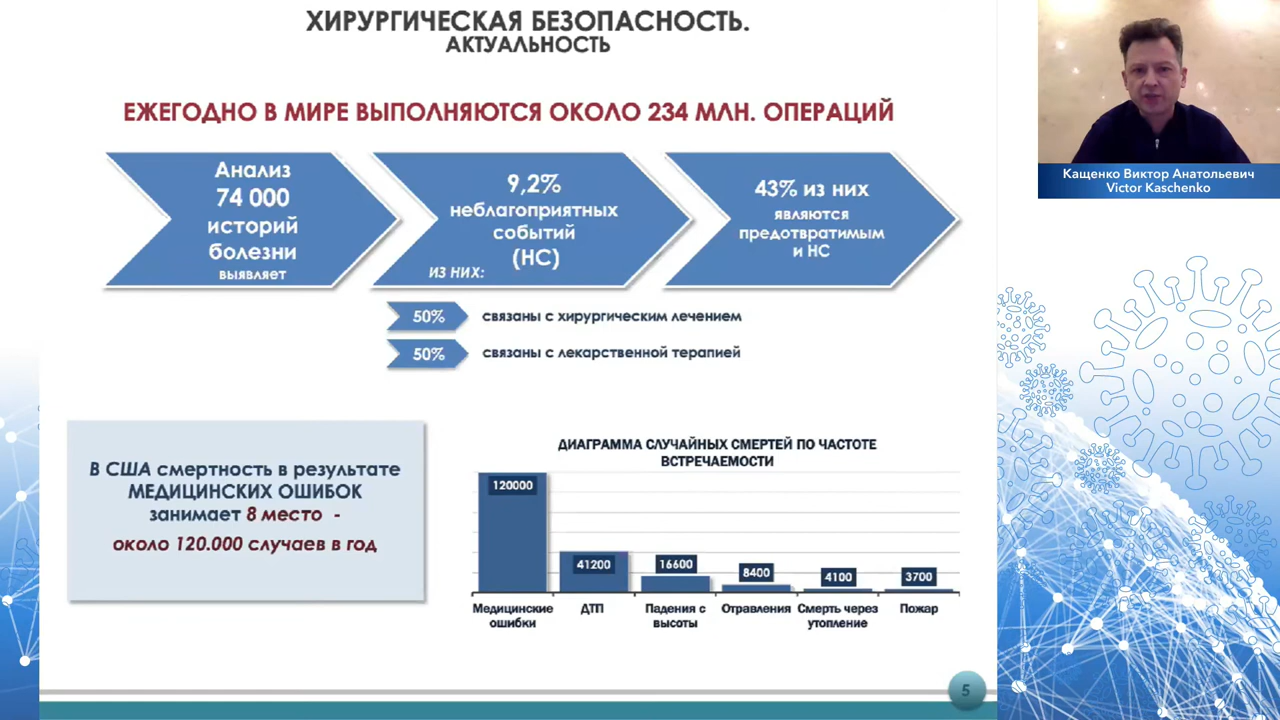 ХИРУРГИЧЕСКАЯ БЕЗОПАСНОСТЬ.
АКТУАЛЬНОСТЬ
ЕЖЕГОДНО В МИРЕ ВЫПОЛНЯЮТСЯ ОКОЛО 234 МЛН. ОПЕРАЦИЙ
Анализ
74 000
историй
болезни
выявляет
9,2%
неблагоприятных
событий
(НС)
ИЗ НИХ:
43% из них
являются
предотвратимым
и НС
50%
связаны с хирургическим лечением
50%
связаны с лекарственной терапией
В США смертность в результате
МЕДИЦИНСКИХ ОШИБОК
занимает 8 место -
около 120.000 случаев в год
ДИАГРАММА СЛУЧАЙНЫХ СМЕРТЕЙ ПО ЧАСТОТЕ
ВСТРЕЧАЕМОСТИ
120000
41200
16600
8400
4100
3700
Медицинские
ошибки
ДТП
Падения с
высоты
Отравления
Смерть через
утопление
Пожар
5
Кащенко Виктор Анатольевич
Victor Kaschenko